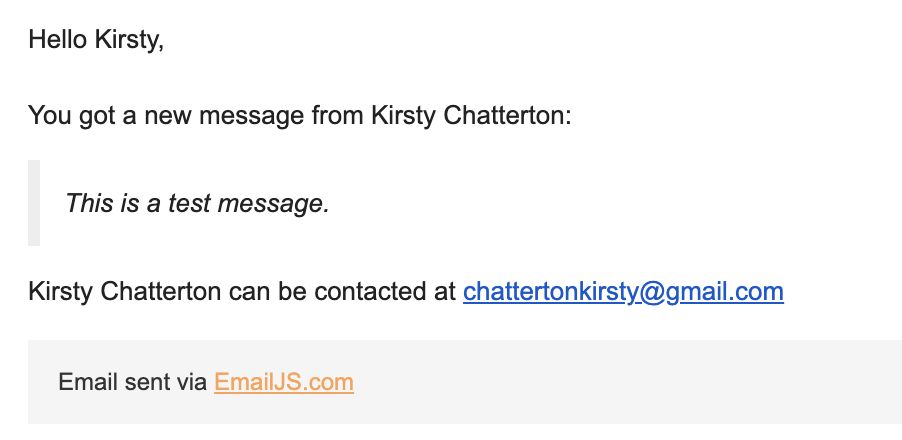 Hello Kirsty,
You got a new message from Kirsty Chatterton:
This is a test message.
Kirsty Chatterton can be contacted at chattertonkirsty@gmail.com
Email sent via EmailJS.com